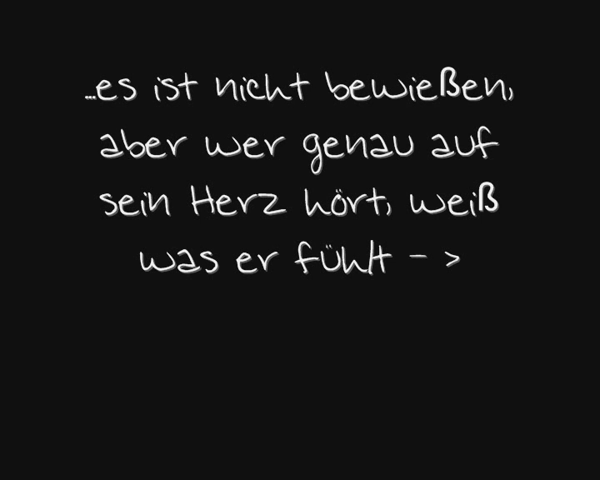 ...es ist nicht bewießen,
aber wer genau auf
sein Herz hört, weiß
was er fühlt - >